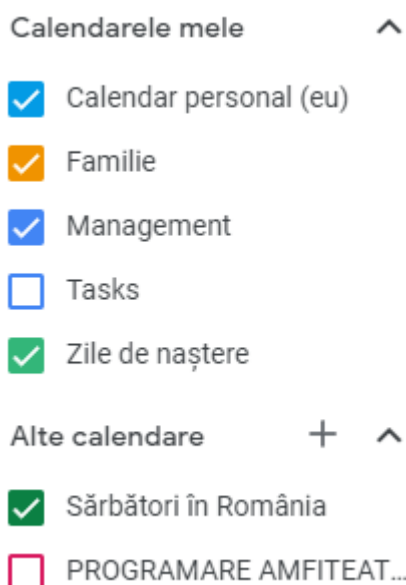 Calendarele mele
Calendar personal (eu)
Familie
Management
Tasks
Zile de naștere
Alte calendare
Sărbători în România
PROGRAMARE AMFITEAT...